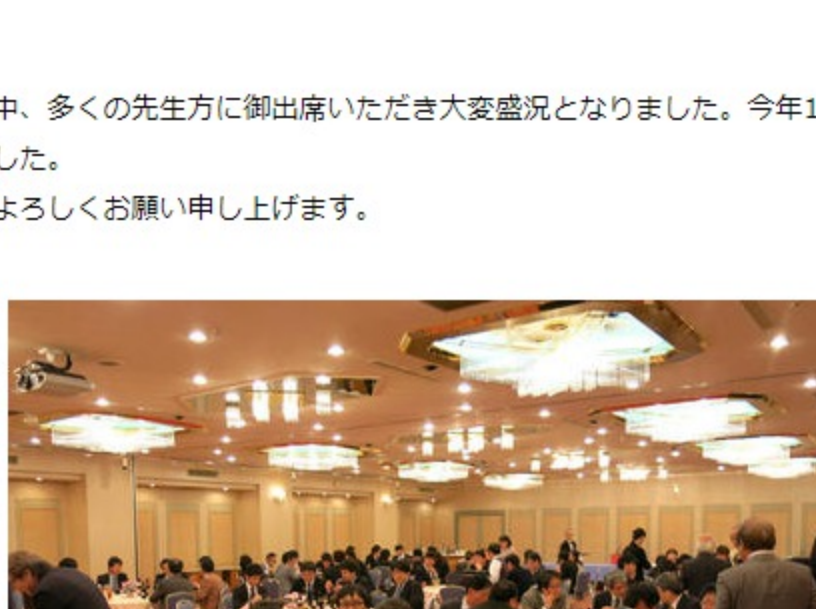 中、多くの先生方に御出席いただき大変盛況となりました。今年1
した。
よろしくお願い申し上げます。